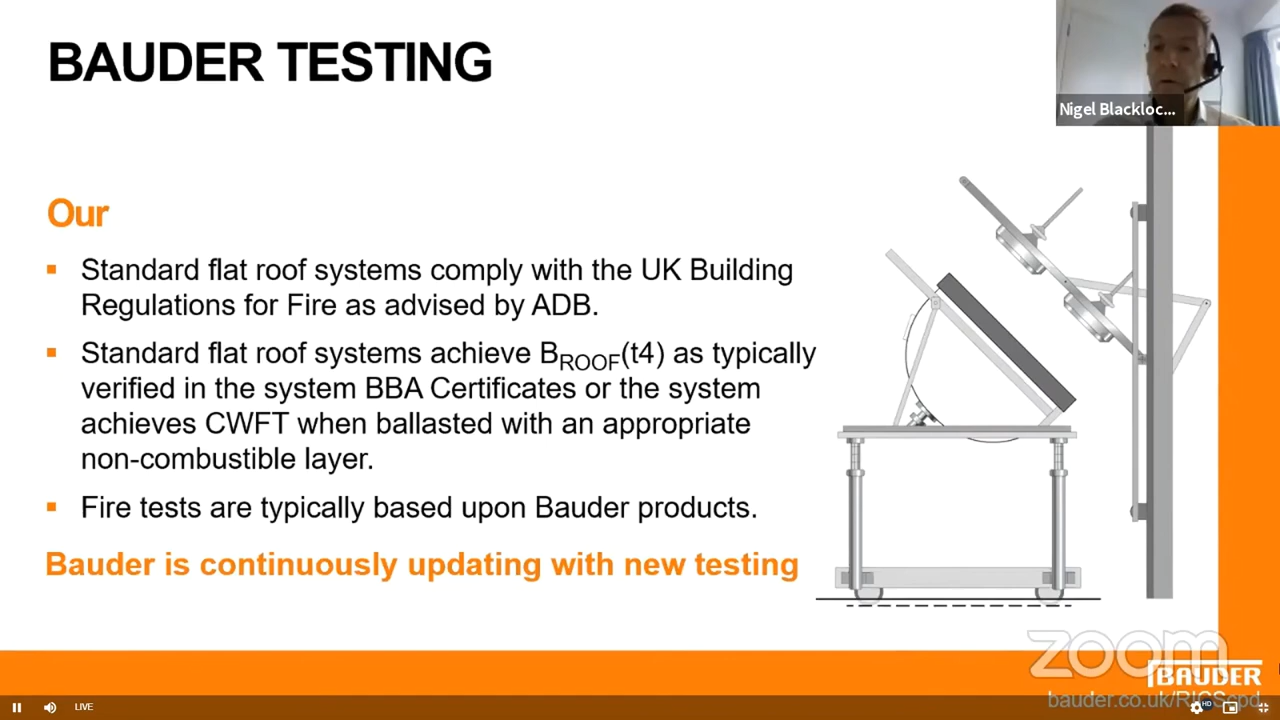 BAUDER TESTING
Nigel Blackloc...
Our
▪ Standard flat roof systems comply with the UK Building
Regulations for Fire as advised by ADB.
▪ Standard flat roof systems achieve BROOF(t4) as typically
verified in the system BBA Certificates or the system
achieves CWFT when ballasted with an appropriate
non-combustible layer.
▪ Fire tests are typically based upon Bauder products.
Bauder is continuously updating with new testing
zoom
BAUDER
bauder.co.uk/RICScpd
LIVE
HD